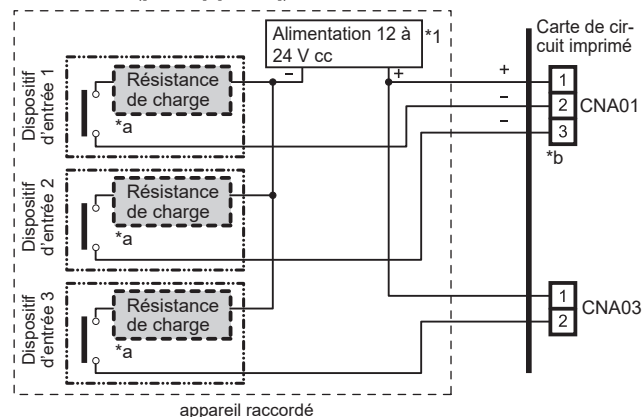 Alimentation 12 à
24 V cc
*1
Carte de cir-
cuit imprimé
–
+
+
–
–
1
2
3
CNA01
*b
Dispositif
d'entrée 1
Résistance
de charge
*a
Dispositif
d'entrée 2
Résistance
de charge
*a
Dispositif
d'entrée 3
Résistance
de charge
*a
1
2
CNA03
appareil raccordé